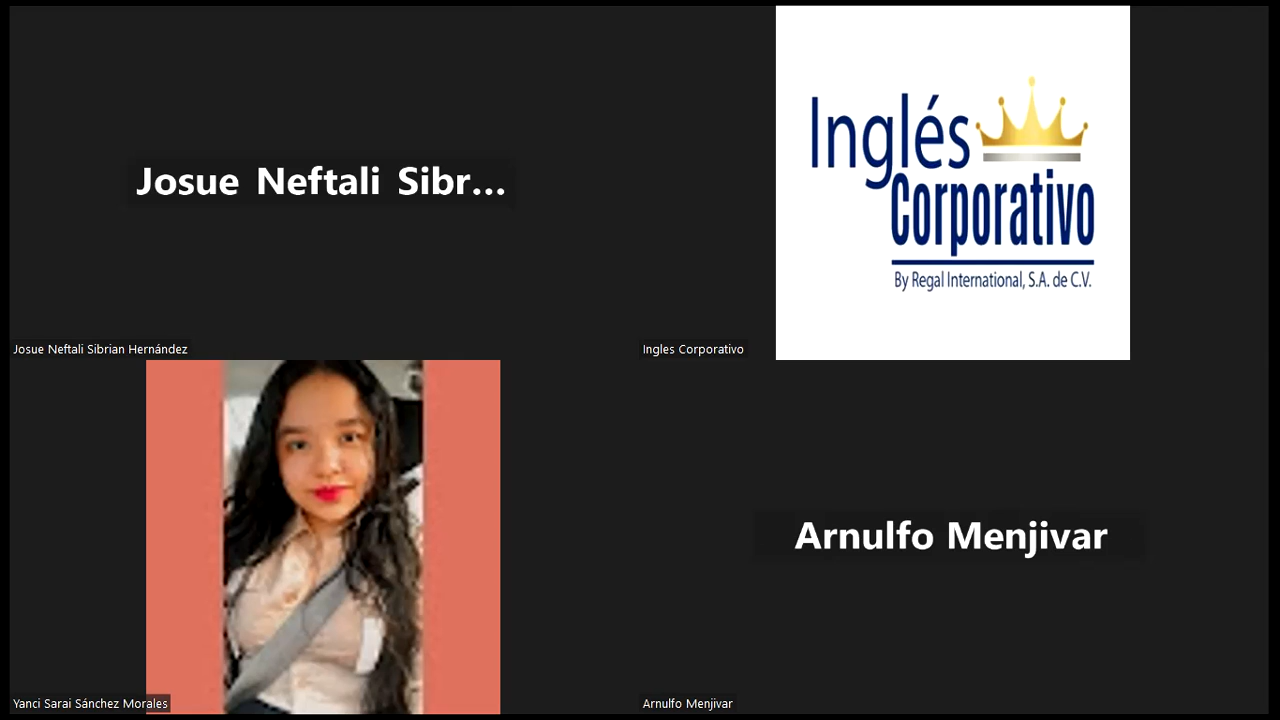 Josue Neftali Sibr...
Josue Neftali Sibrian Hernández
Inglés
Corporativo
By Regal International, S.A. de C.V.
Ingles Corporativo
Yanci Sarai Sánchez Morales
Arnulfo Menjivar
Arnulfo Menjivar